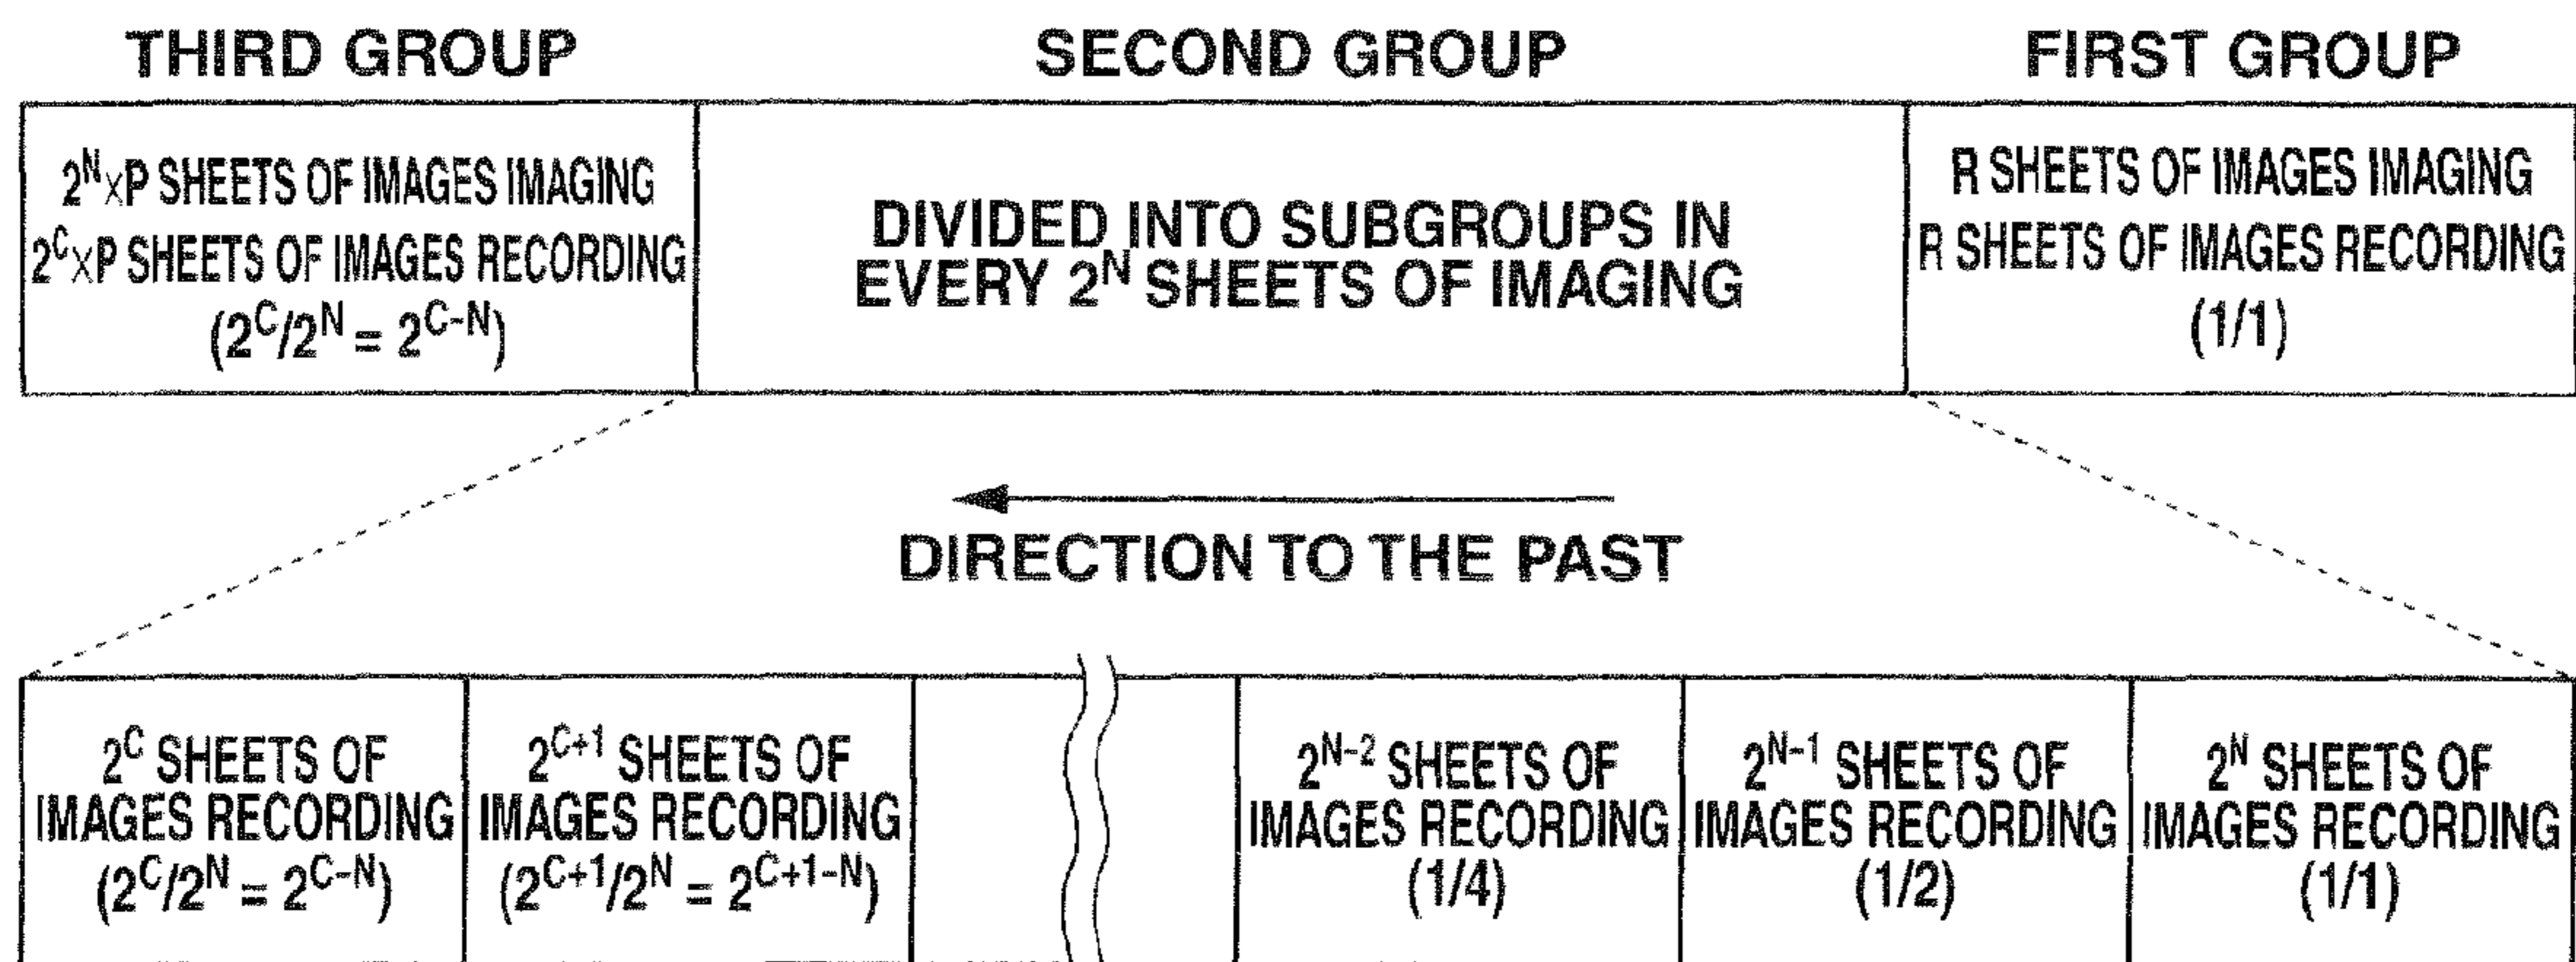 THIRD GROUP
SECOND GROUP
FIRST GROUP
2^N×P SHEETS OF IMAGES IMAGING
2^C×P SHEETS OF IMAGES RECORDING
(2^C/2^N = 2^C-N)
DIVIDED INTO SUBGROUPS IN
EVERY 2^N SHEETS OF IMAGING
R SHEETS OF IMAGES IMAGING
R SHEETS OF IMAGES RECORDING
(1/1)
DIRECTION TO THE PAST
2^C SHEETS OF
IMAGES RECORDING
(2^C/2^N = 2^C-N)
2^C+1 SHEETS OF
IMAGES RECORDING
(2^C+1/2^N = 2^C+1-N)
2^N-2 SHEETS OF
IMAGES RECORDING
(1/4)
2^N-1 SHEETS OF
IMAGES RECORDING
(1/2)
2^N SHEETS OF
IMAGES RECORDING
(1/1)